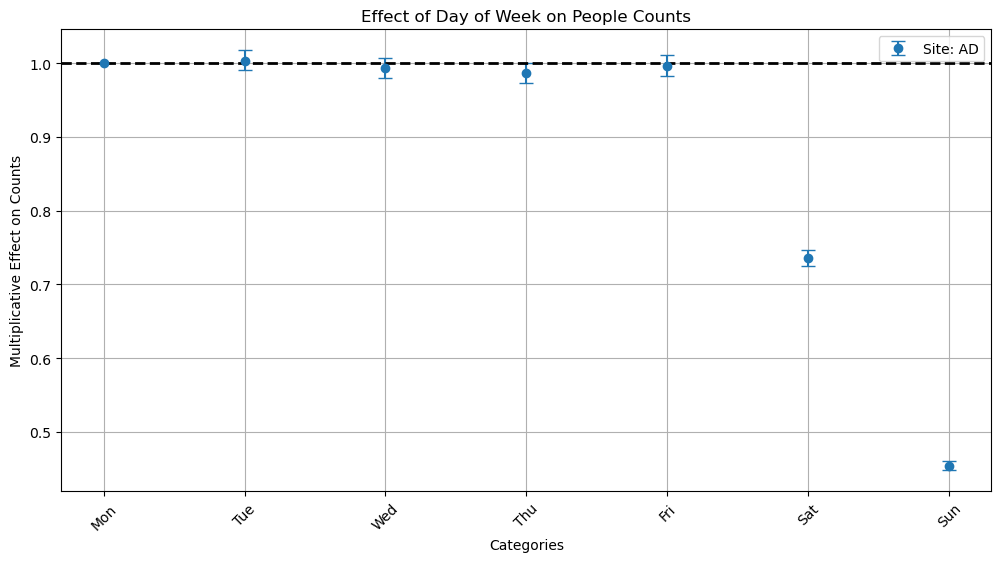 Effect of Day of Week on People Counts
Site: AD
Multiplicative Effect on Counts
1.0
0.9
0.8
0.7
0.6
0.5
Mon
Tue
Wed
Thu
Fri
Sat
Sun
Categories